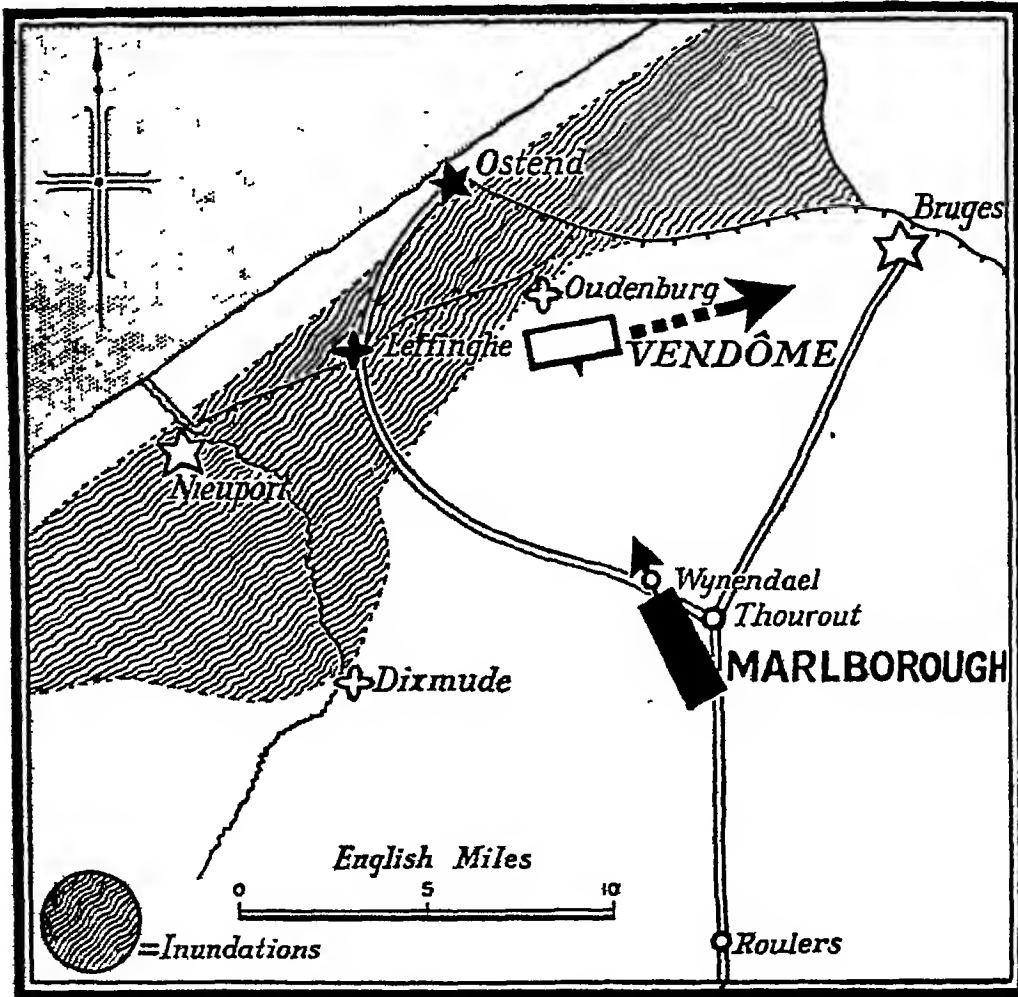 Ostend
Bruges
Oudenburg
Leffinghe
VENDÔME
Nieuport
Wynendael
Thourout
MARLBOROUGH
Dixmude
English Miles
0 5 10
=Inundations
Roulers